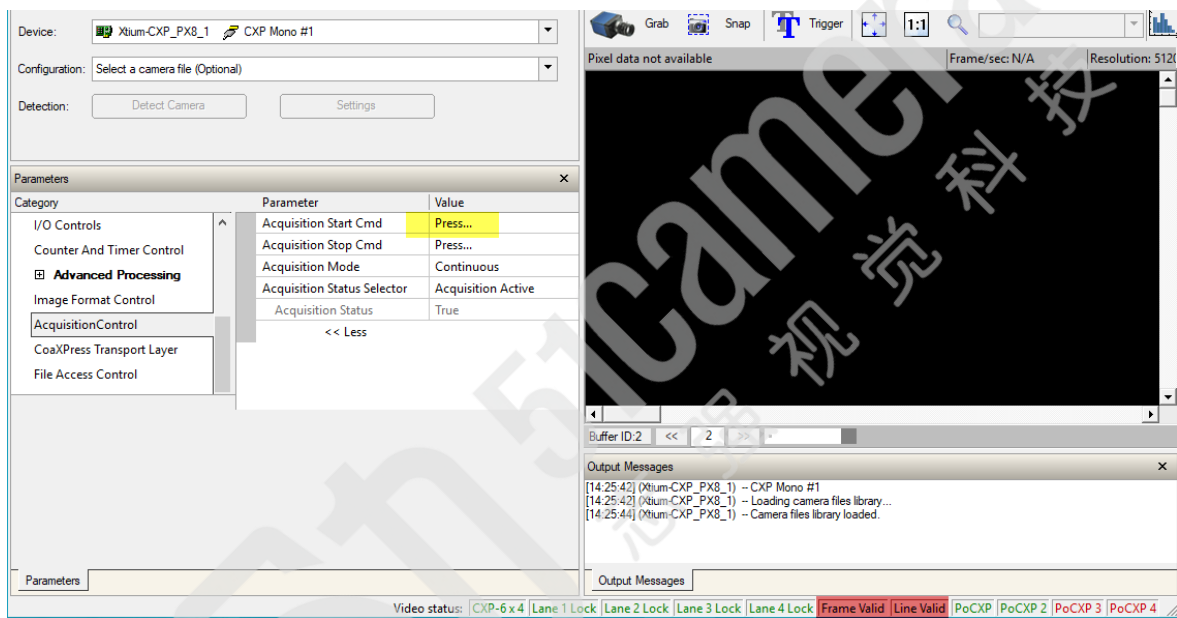 Device: Xtium-CXP_PX8_1 CXP Mono #1
Configuration: Select a camera file (Optional)
Detection: Detect Camera Settings
Grab Snap Trigger 1:1
Pixel data not available Frame/sec: N/A Resolution: 512
Parameters ×
Category
I/O Controls
Counter And Timer Control
Advanced Processing
Image Format Control
AcquisitionControl
CoaXPress Transport Layer
File Access Control
Parameter Value
Acquisition Start Cmd Press...
Acquisition Stop Cmd Press...
Acquisition Mode Continuous
Acquisition Status Selector Acquisition Active
Acquisition Status True
<< Less
Parameters
Buffer ID:2 << 2 >>
Output Messages ×
[14:25:42] (Xtium-CXP_PX8_1) -- CXP Mono #1
[14:25:42] (Xtium-CXP_PX8_1) -- Loading camera files library...
[14:25:44] (Xtium-CXP_PX8_1) -- Camera files library loaded.
Output Messages
Video status: CXP-6 x 4 Lane 1 Lock Lane 2 Lock Lane 3 Lock Lane 4 Lock Frame Valid Line Valid PoCXP PoCXP 2 PoCXP 3 PoCXP 4
51camera
志强视觉科技